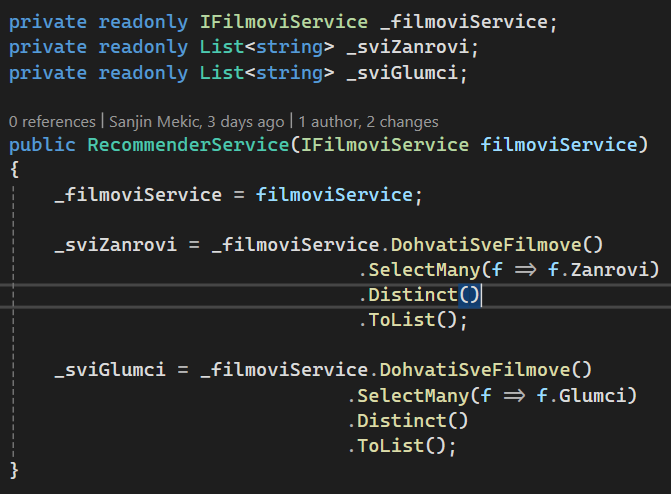 private readonly IFilmoviService _filmoviService;
private readonly List<string> _sviZanrovi;
private readonly List<string> _sviGlumci;
0 references | Sanjin Mekic, 3 days ago | 1 author, 2 changes
public RecommenderService(IFilmoviService filmoviService)
{
_filmoviService = filmoviService;
_sviZanrovi = _filmoviService.DohvatiSveFilmove()
.SelectMany(f => f.Zanrovi)
.Distinct()
.ToList();
_sviGlumci = _filmoviService.DohvatiSveFilmove()
.SelectMany(f => f.Glumci)
.Distinct()
.ToList();
}